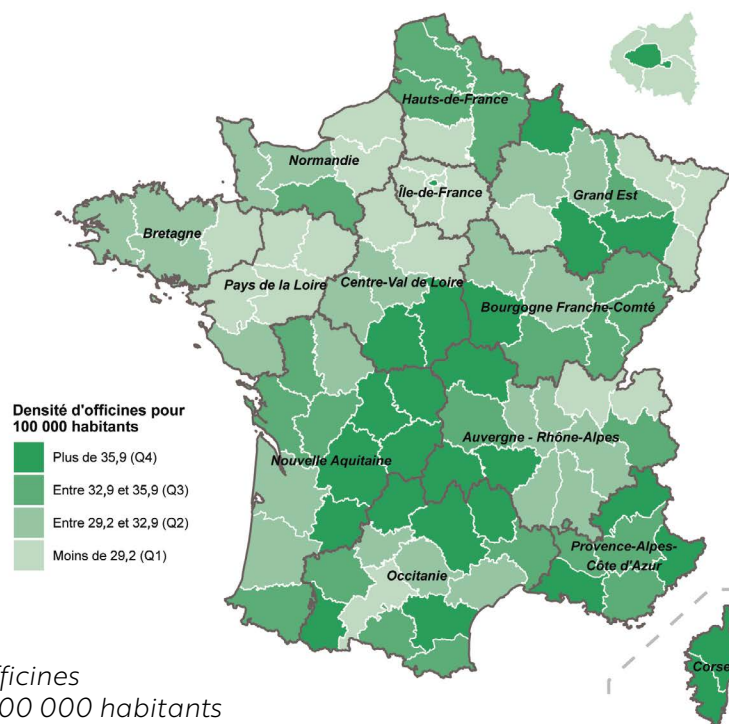 Hauts-de-France
Normandie
Île-de-France
Grand Est
Bretagne
Pays de la Loire
Centre-Val de Loire
Bourgogne Franche-Comté
Densité d'officines pour
100 000 habitants
Plus de 35,9 (Q4)
Entre 32,9 et 35,9 (Q3)
Entre 29,2 et 32,9 (Q2)
Moins de 29,2 (Q1)
Auvergne - Rhône-Alpes
Nouvelle Aquitaine
Provence-Alpes-
Côte d'Azur
Occitanie
Corse
fficines
00 000 habitants